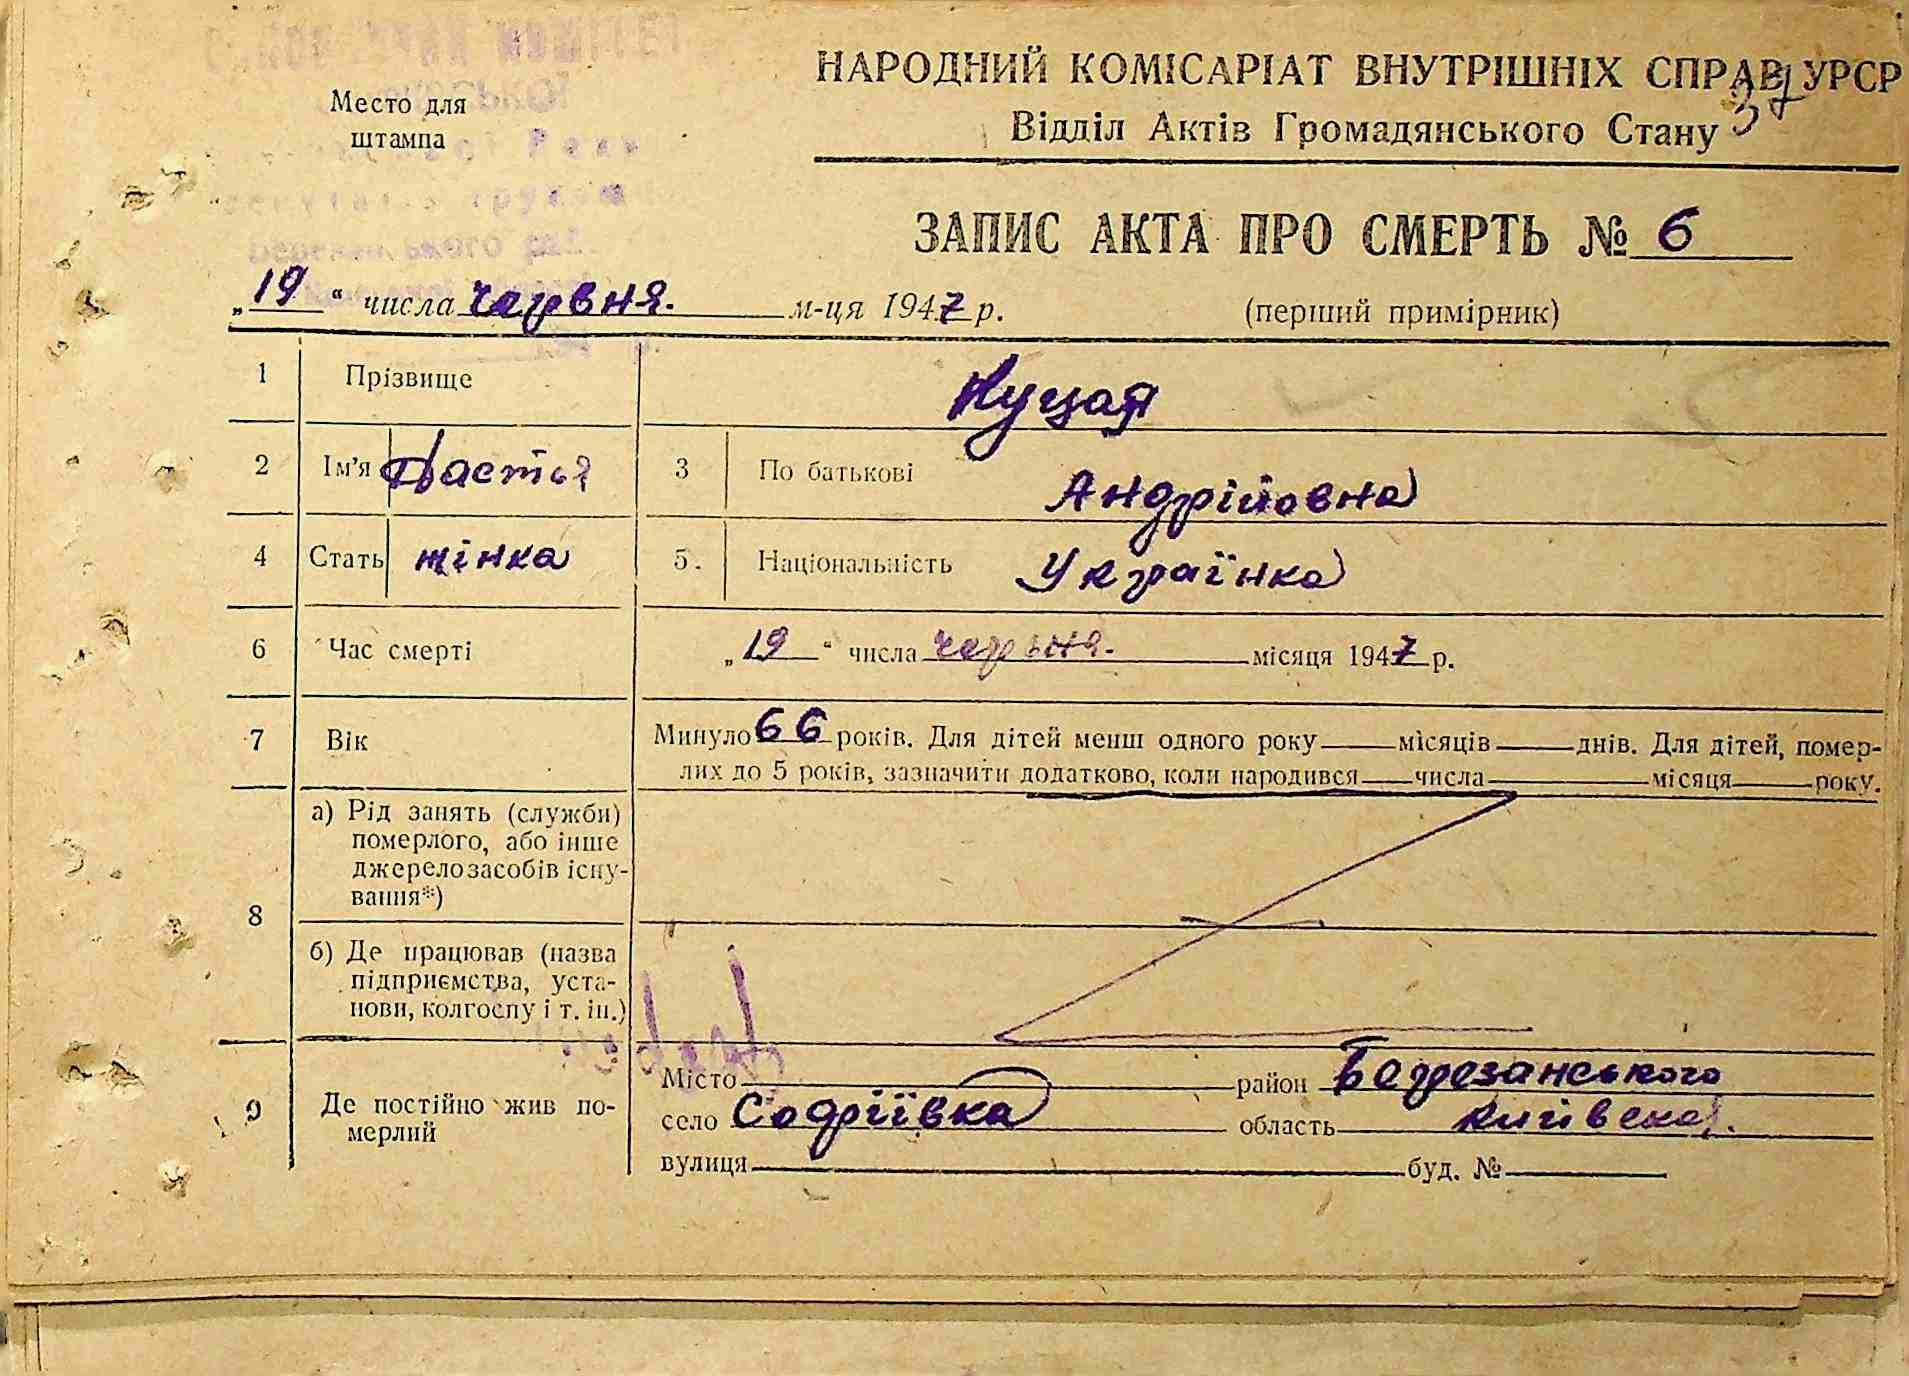 НАРОДНИЙ КОМІСАРІАТ ВНУТРІШНІХ СПРАВ УРСР
Место для
штампа
Відділ Актів Громадянського Стану
37
ЗАПИС АКТА ПРО СМЕРТЬ № 6
„19“ числа червня. м-ця 1947 р. (перший примірник)
1 Прізвище Куцая
2 Ім'я Настья 3 По батькові Андрійовна
4 Стать жінка 5. Національність Українка
6 Час смерті „19“ числа червня. місяця 1947 р.
7 Вік Минуло 66 років. Для дітей менш одного року місяців днів. Для дітей, помер-
лих до 5 років, зазначити додатково, коли народився числа місяця року.
8 а) Рід занять (служби)
померлого, або інше
джерело засобів існу-
вання*)
б) Де працював (назва
підприємства, уста-
нови, колгоспу і т. ін.)
9 Де постійно жив по-
мерлий
Місто район Березанського
село Софіївка область Київська.
вулиця буд. №